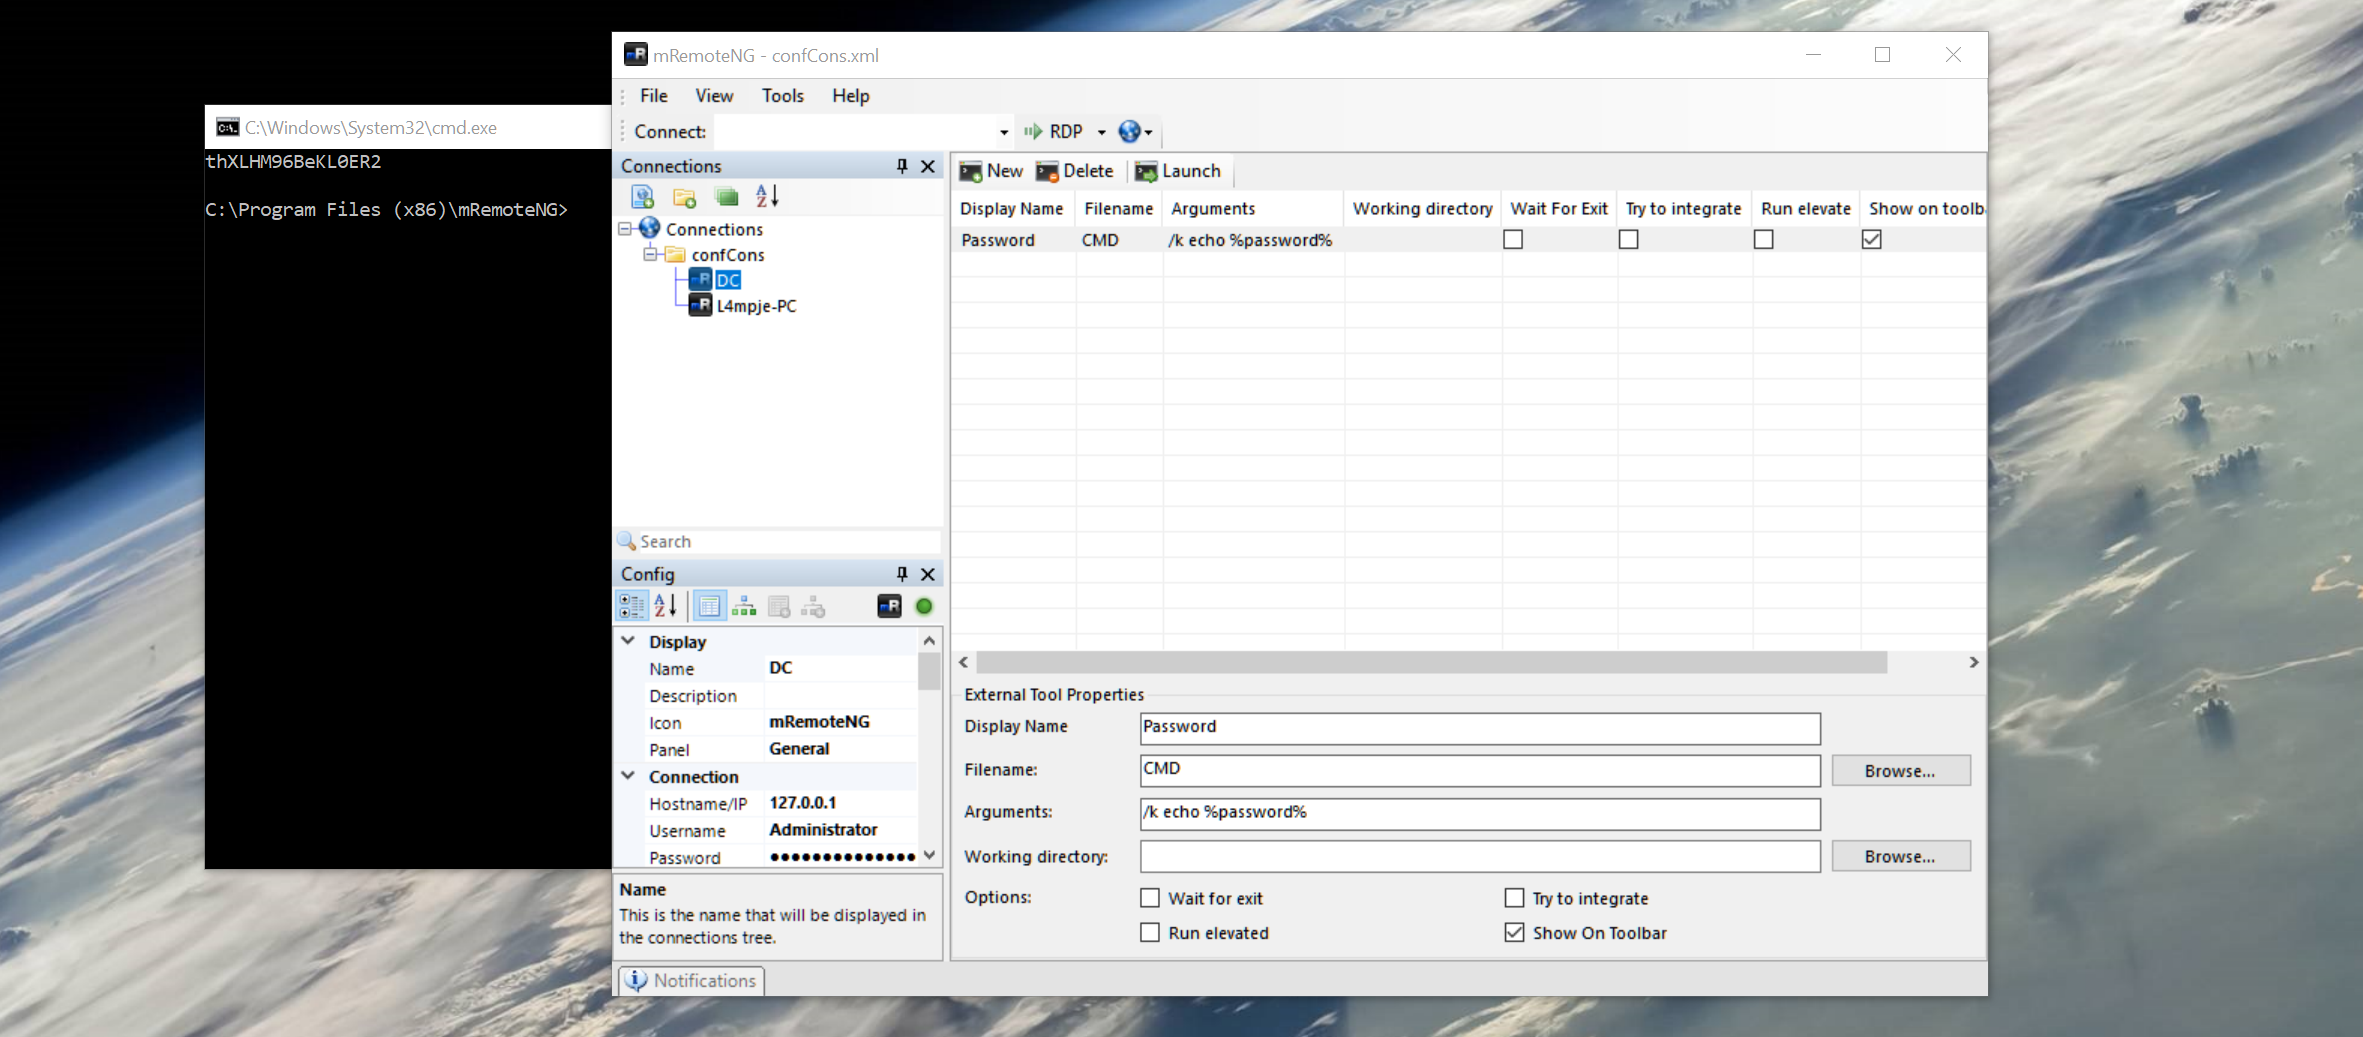 mRemoteNG - confCons.xml
File View Tools Help
C:\Windows\System32\cmd.exe
thXLHM96BeKL0ER2
C:\Program Files (x86)\mRemoteNG>
Connect: RDP
Connections
Connections
confCons
DC
L4mpje-PC
Search
Config
Display
Name DC
Description
Icon mRemoteNG
Panel General
Connection
Hostname/IP 127.0.0.1
Username Administrator
Password ●●●●●●●●●●●●●●
Name
This is the name that will be displayed in
the connections tree.
Notifications
New Delete Launch
Display Name Filename Arguments Working directory Wait For Exit Try to integrate Run elevate Show on toolb
Password CMD /k echo %password%
External Tool Properties
Display Name Password
Filename: CMD Browse...
Arguments: /k echo %password%
Working directory: Browse...
Options: Wait for exit Try to integrate
Run elevated Show On Toolbar